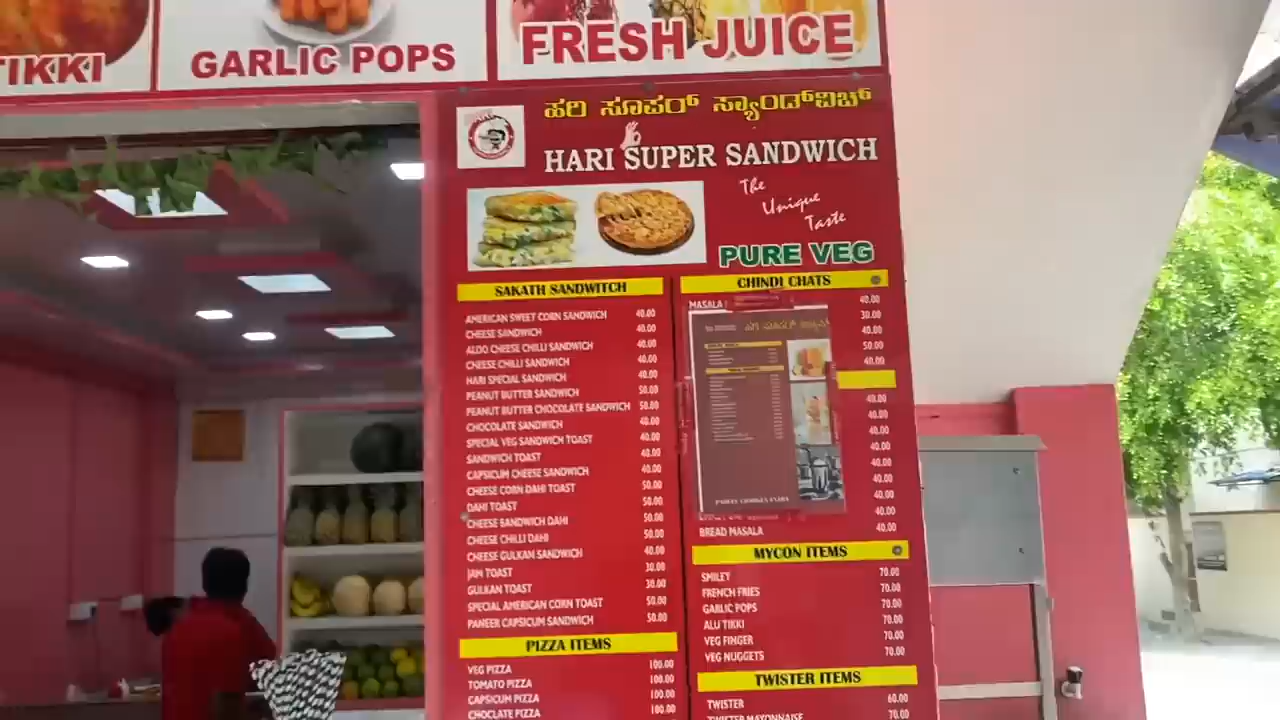 TIKKI
GARLIC POPS
FRESH JUICE
ಹರಿ ಸೂಪರ್ ಸ್ಯಾಂಡ್‌ವಿಚ್
HARI SUPER SANDWICH
The
Unique
Taste
PURE VEG
SAKATH SANDWITCH
AMERICAN SWEET CORN SANDWICH 40.00
CHEESE SANDWICH 40.00
ALOO CHEESE CHILLI SANDWICH 40.00
CHEESE CHILLI SANDWICH 40.00
HARI SPECIAL SANDWICH 40.00
PEANUT BUTTER SANDWICH 50.00
PEANUT BUTTER CHOCOLATE SANDWICH 50.00
CHOCOLATE SANDWICH 40.00
SPECIAL VEG SANDWICH TOAST 40.00
SANDWICH TOAST 40.00
CAPSICUM CHEESE SANDWICH 40.00
CHEESE CORN DAHI TOAST 50.00
DAHI TOAST 50.00
CHEESE SANDWICH DAHI 50.00
CHEESE CHILLI DAHI 50.00
CHEESE GULKAN SANDWICH 40.00
JAM TOAST 30.00
GULKAN TOAST 30.00
SPECIAL AMERICAN CORN TOAST 50.00
PANEER CAPSICUM SANDWICH 50.00
PIZZA ITEMS
VEG PIZZA 100.00
TOMATO PIZZA 100.00
CAPSICUM PIZZA 100.00
CHOCLATE PIZZA 100.00
CHINDI CHATS
MASALA 40.00
30.00
40.00
50.00
40.00
40.00
40.00
40.00
40.00
40.00
40.00
40.00
40.00
BREAD MASALA 40.00
MYCON ITEMS
SMILEY 70.00
FRENCH FRIES 70.00
GARLIC POPS 70.00
ALU TIKKI 70.00
VEG FINGER 70.00
VEG NUGGETS 70.00
TWISTER ITEMS
TWISTER 60.00
TWISTER MAYONNAISE 70.00